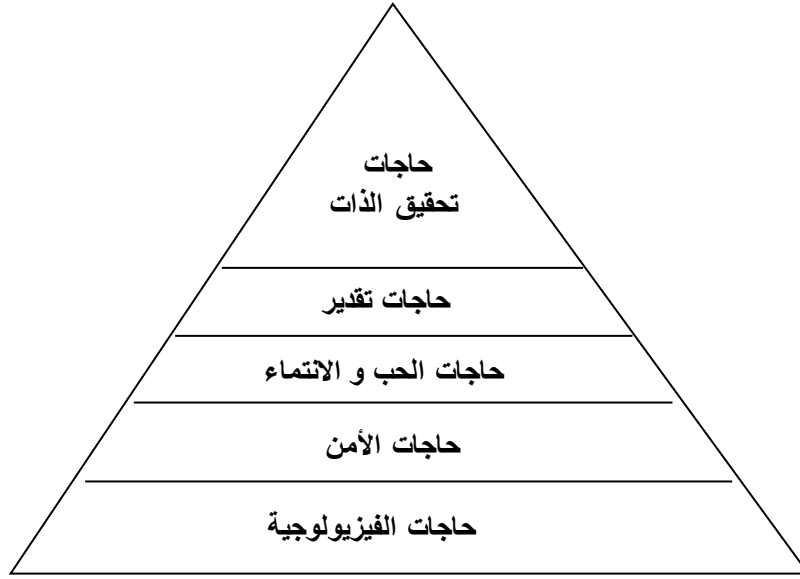 حاجات
تحقيق الذات
حاجات تقدير
حاجات الحب و الانتماء
حاجات الأمن
حاجات الفيزيولوجية